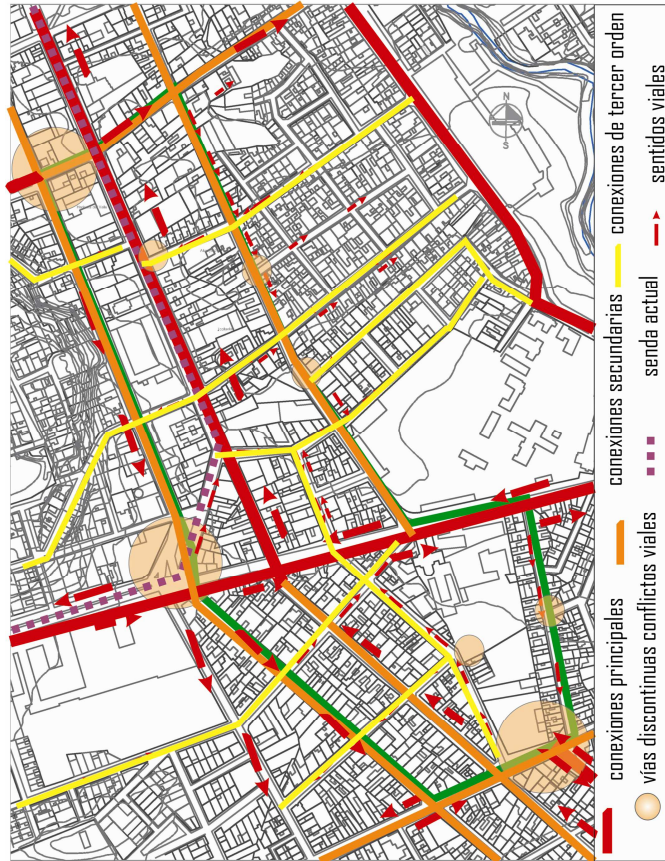 conexiones principales
conexiones secundarias
conexiones de tercer orden
vías discontinuas conflictos viales
senda actual
sentidos viales
N
S